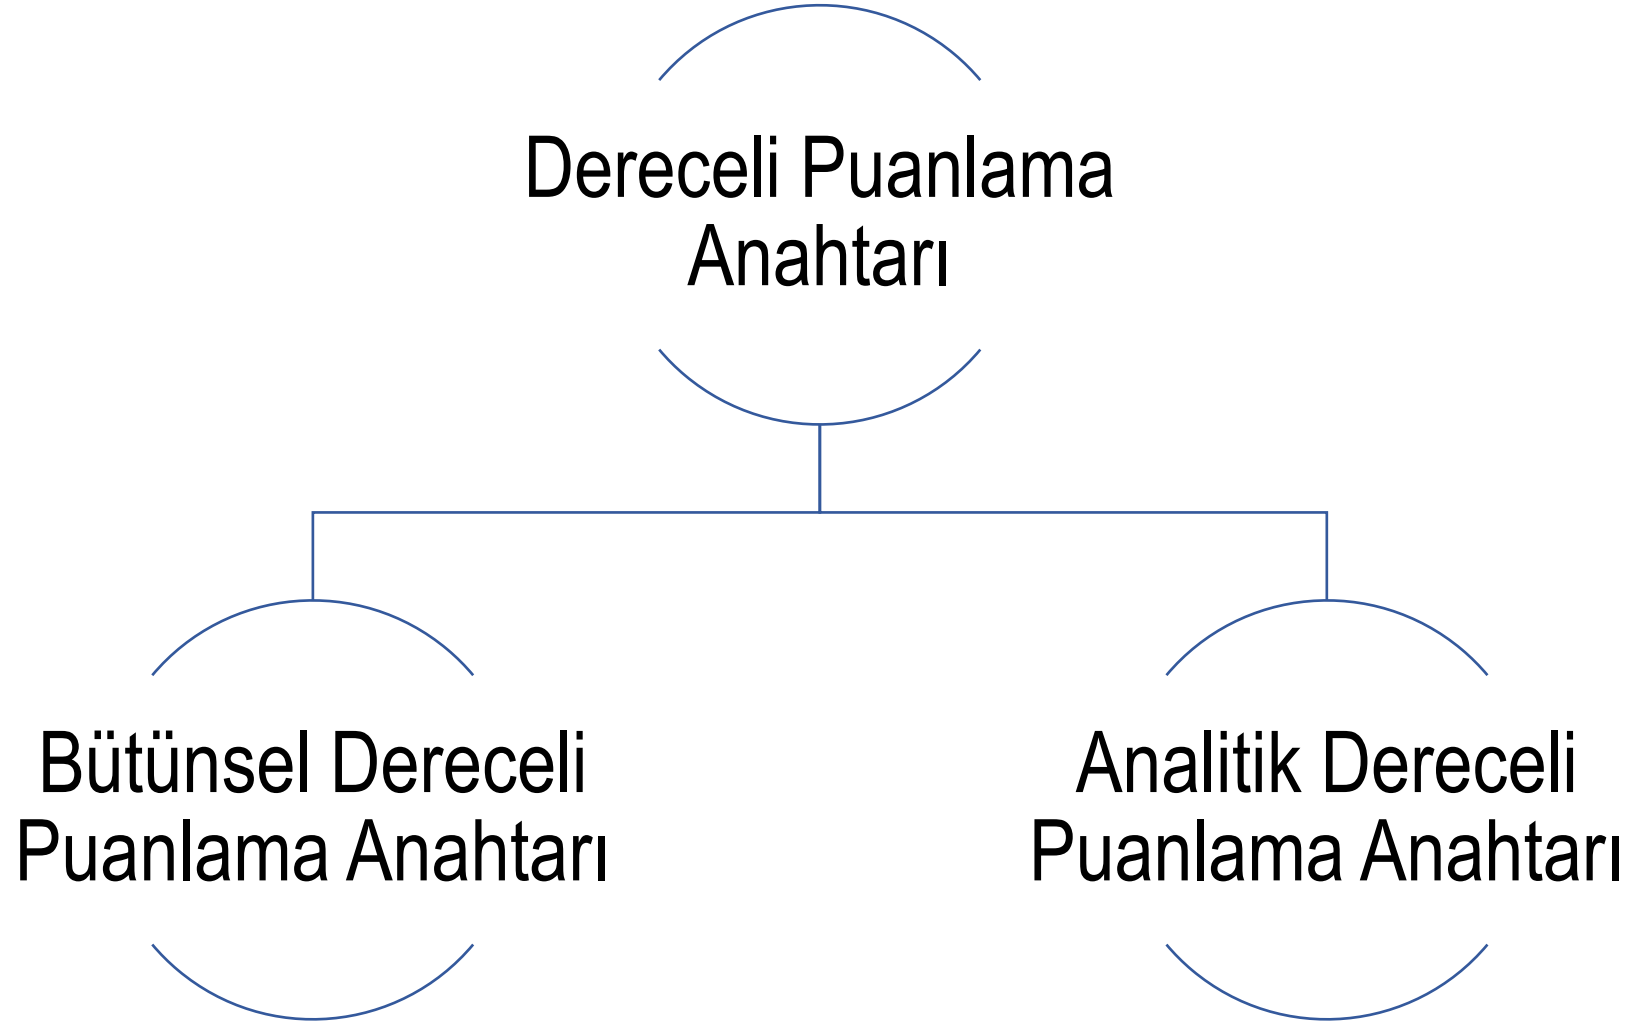 Dereceli Puanlama
Anahtarı
Bütünsel Dereceli
Puanlama Anahtarı
Analitik Dereceli
Puanlama Anahtarı